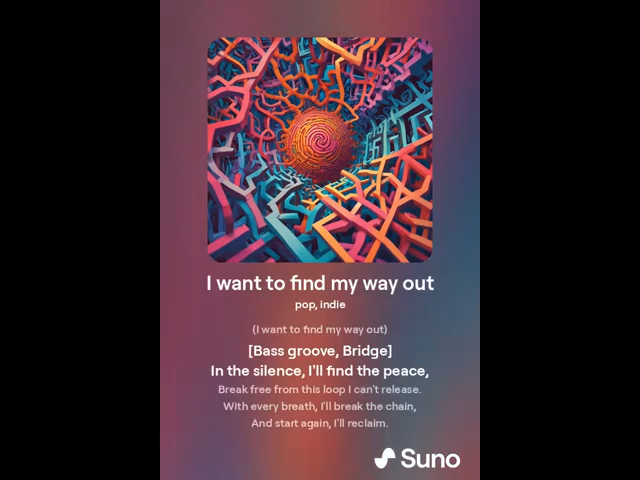 I want to find my way out
pop, indie
(I want to find my way out)
[Bass groove, Bridge]
In the silence, I'll find the peace,
Break free from this loop I can't release.
With every breath, I'll break the chain,
And start again, I'll reclaim.
Suno